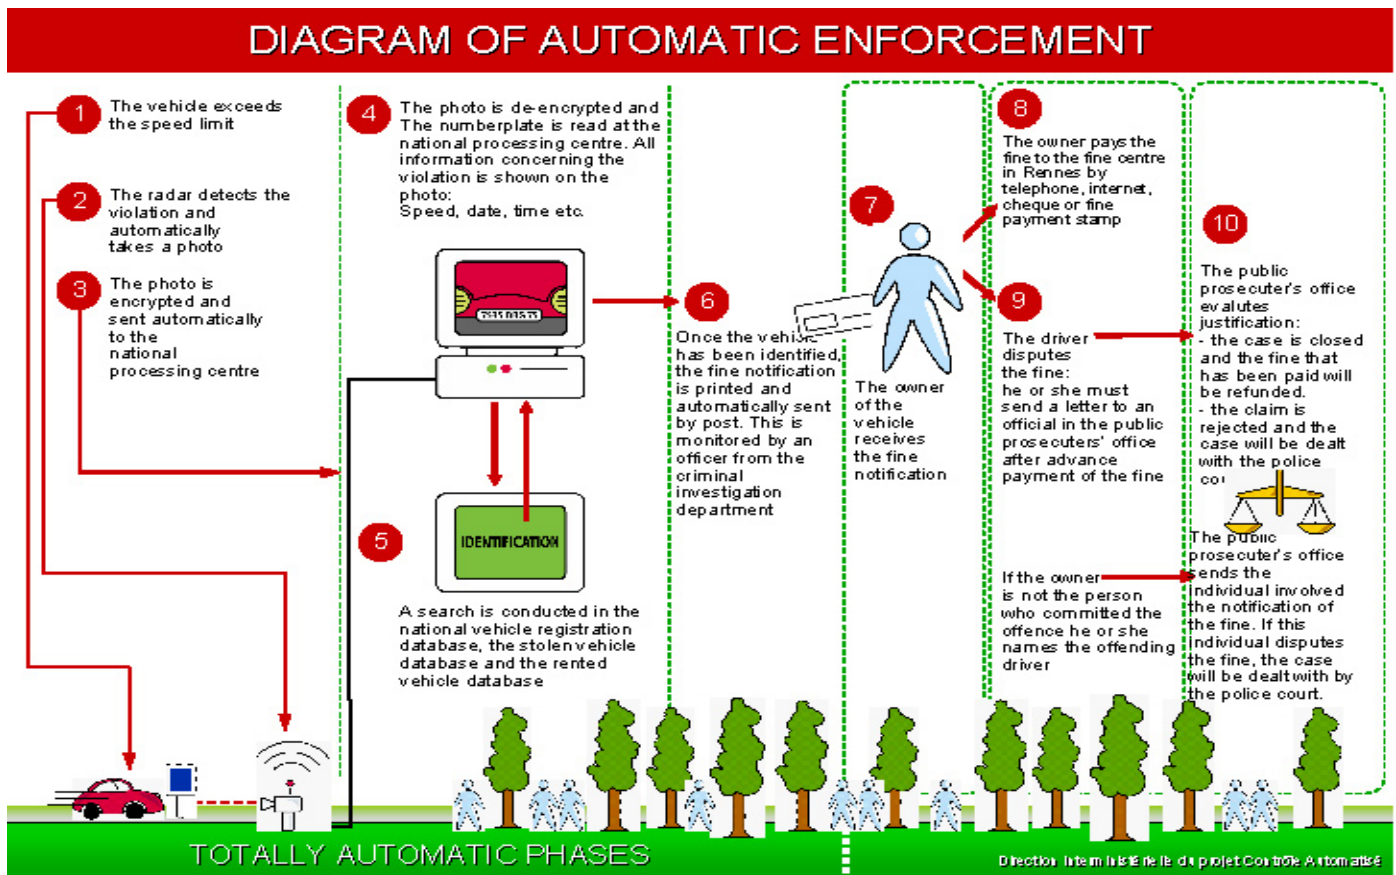 DIAGRAM OF AUTOMATIC ENFORCEMENT
1
The vehicle exceeds
the speed limit
2
The radar detects the
violation and
automatically
takes a photo
3
The photo is
encrypted and
sent automatically
to the
national
processing centre
4
The photo is de-encrypted and
The numberplate is read at the
national processing centre. All
information concerning the
violation is shown on the
photo:
Speed, date, time etc.
5
IDENTIFICATION
A search is conducted in the
national vehicle registration
database, the stolen vehicle
database and the rented
vehicle database
6
Once the
has been identified,
the fine notification
is printed and
automatically sent
by post. This is
monitored by an
officer from the
criminal
investigation
department
7
The owner
of the
vehicle
receives
the fine
notification
8
The owner pays the
fine to the fine centre
in Rennes by
telephone, internet,
cheque or fine
payment stamp
9
The driver
disputes
the fine:
he or she must
send a letter to an
official in the public
prosecuters' office
after advance
payment of the fine
If the owner
is not the person
who committed the
offence he or she
names the offending
driver
10
The public
prosecuter's office
evalutes
justification:
- the case is closed
and the fine that
has been paid will
be refunded.
- the claim is
rejected and the
case will be dealt
with the police
The public
prosecuter's office
sends the
individual involved
the notification of
the fine. If this
individual disputes
the fine, the case
will be dealt with by
the police court.
TOTALLY AUTOMATIC PHASES
Direction Interministérielle du projet Contrôle Automatisé